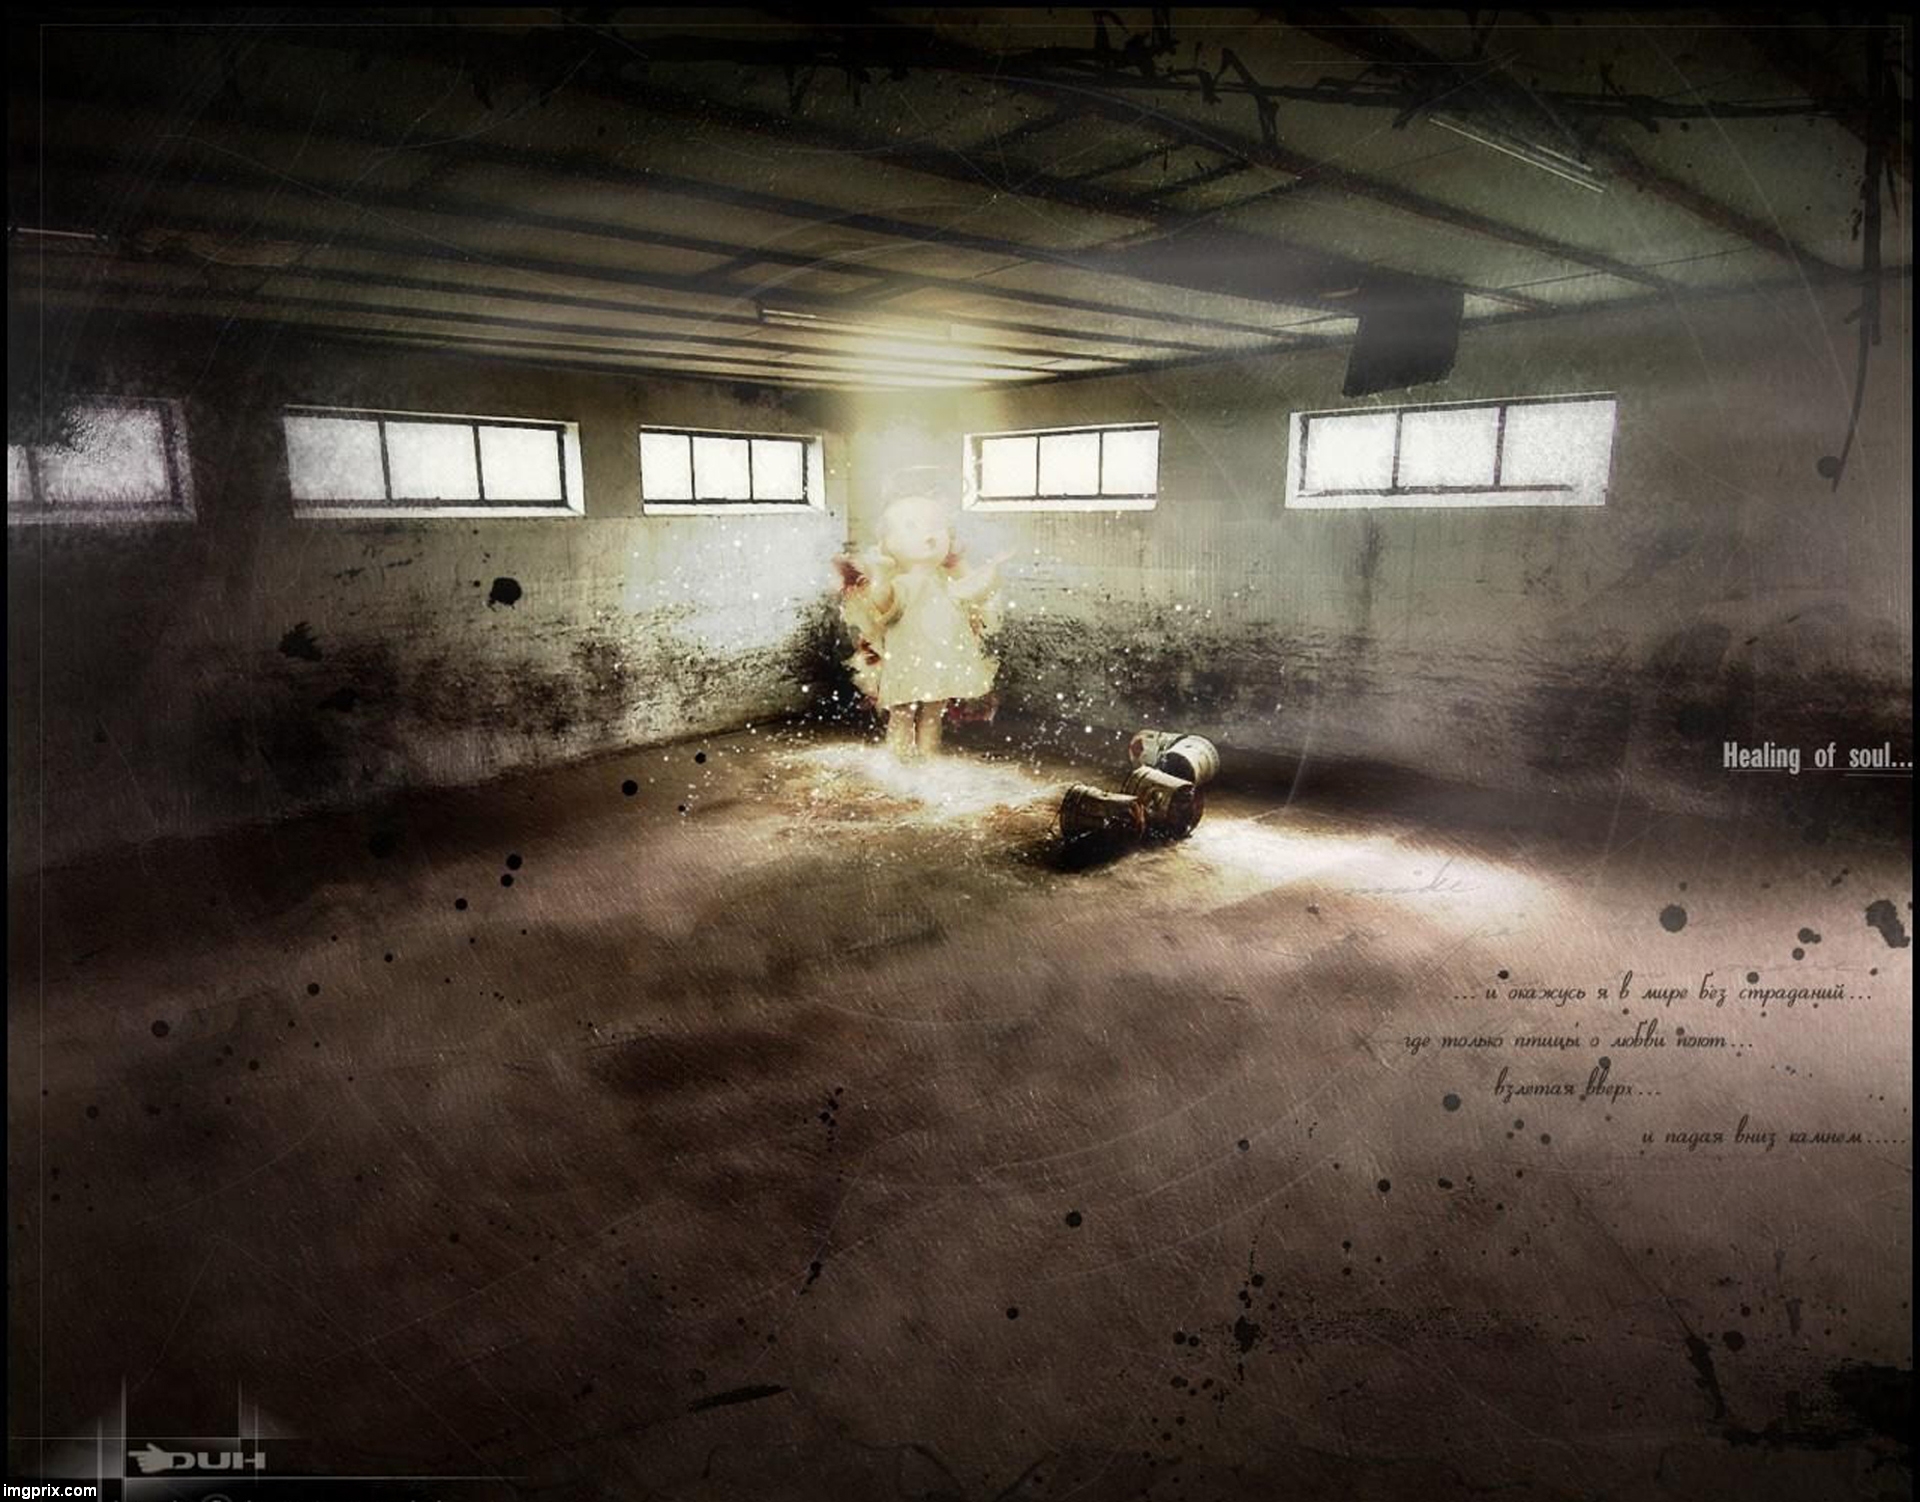 Healing of soul...
... и окажусь я в мире без страданий...
где только птицы о любви поют...
взлетая вверх...
и падая вниз камнем.....
DUH
imgprix.com